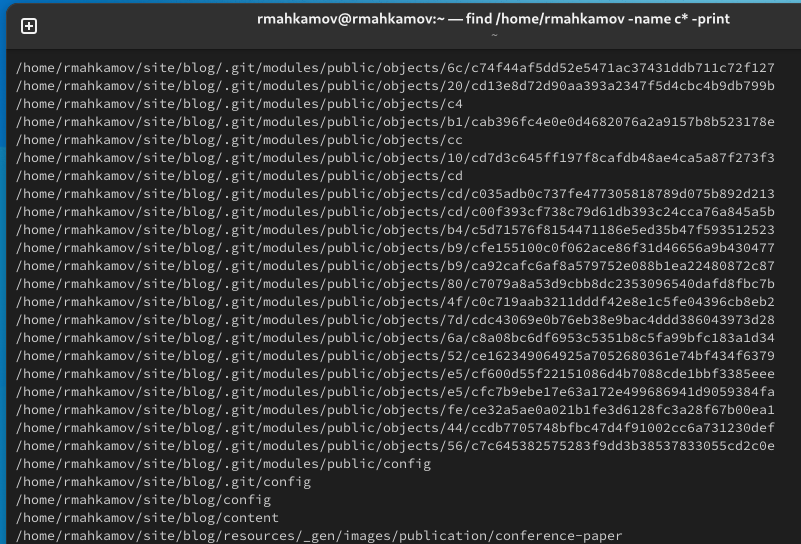 rmahkamov@rmahkamov:~ — find /home/rmahkamov -name c* -print
~
/home/rmahkamov/site/blog/.git/modules/public/objects/6c/c74f44af5dd52e5471ac37431ddb711c72f127
/home/rmahkamov/site/blog/.git/modules/public/objects/20/cd13e8d72d90aa393a2347f5d4cbc4b9db799b
/home/rmahkamov/site/blog/.git/modules/public/objects/c4
/home/rmahkamov/site/blog/.git/modules/public/objects/b1/cab396fc4e0e0d4682076a2a9157b8b523178e
/home/rmahkamov/site/blog/.git/modules/public/objects/cc
/home/rmahkamov/site/blog/.git/modules/public/objects/10/cd7d3c645ff197f8cafdb48ae4ca5a87f273f3
/home/rmahkamov/site/blog/.git/modules/public/objects/cd
/home/rmahkamov/site/blog/.git/modules/public/objects/cd/c035adb0c737fe477305818789d075b892d213
/home/rmahkamov/site/blog/.git/modules/public/objects/cd/c00f393cf738c79d61db393c24cca76a845a5b
/home/rmahkamov/site/blog/.git/modules/public/objects/b4/c5d71576f8154471186e5ed35b47f593512523
/home/rmahkamov/site/blog/.git/modules/public/objects/b9/cfe155100c0f062ace86f31d46656a9b430477
/home/rmahkamov/site/blog/.git/modules/public/objects/b9/ca92cafc6af8a579752e088b1ea22480872c87
/home/rmahkamov/site/blog/.git/modules/public/objects/80/c7079a8a53d9cbb8dc2353096540dafd8fbc7b
/home/rmahkamov/site/blog/.git/modules/public/objects/4f/c0c719aab3211dddf42e8e1c5fe04396cb8eb2
/home/rmahkamov/site/blog/.git/modules/public/objects/7d/cdc43069e0b76eb38e9bac4ddd386043973d28
/home/rmahkamov/site/blog/.git/modules/public/objects/6a/c8a08bc6df6953c5351b8c5fa99bfc183a1d34
/home/rmahkamov/site/blog/.git/modules/public/objects/52/ce162349064925a7052680361e74bf434f6379
/home/rmahkamov/site/blog/.git/modules/public/objects/e5/cf600d55f22151086d4b7088cde1bbf3385eee
/home/rmahkamov/site/blog/.git/modules/public/objects/e5/cfc7b9ebe17e63a172e499686941d9059384fa
/home/rmahkamov/site/blog/.git/modules/public/objects/fe/ce32a5ae0a021b1fe3d6128fc3a28f67b00ea1
/home/rmahkamov/site/blog/.git/modules/public/objects/44/ccdb7705748bfbc47d4f91002cc6a731230def
/home/rmahkamov/site/blog/.git/modules/public/objects/56/c7c645382575283f9dd3b38537833055cd2c0e
/home/rmahkamov/site/blog/.git/modules/public/config
/home/rmahkamov/site/blog/.git/config
/home/rmahkamov/site/blog/config
/home/rmahkamov/site/blog/content
/home/rmahkamov/site/blog/resources/_gen/images/publication/conference-paper